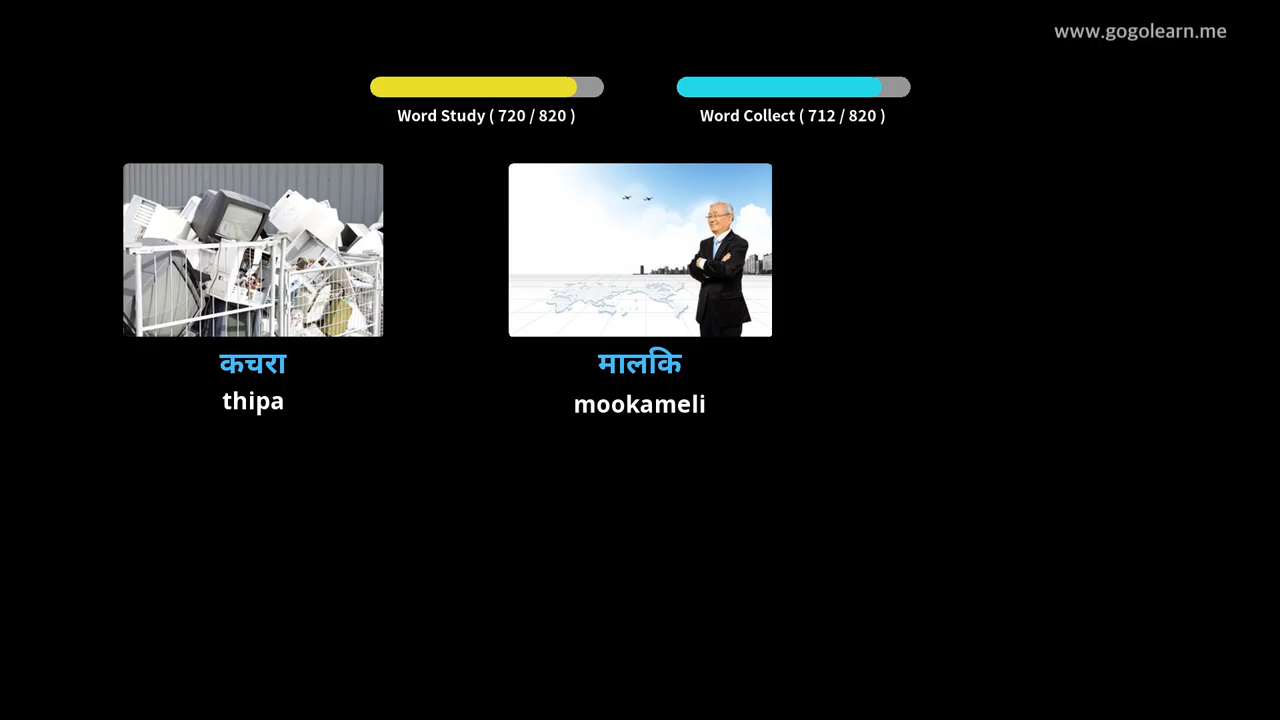 www.gogolearn.me
Word Study ( 720 / 820 )
Word Collect ( 712 / 820 )
कचरा
मालकि
thipa
mookameli